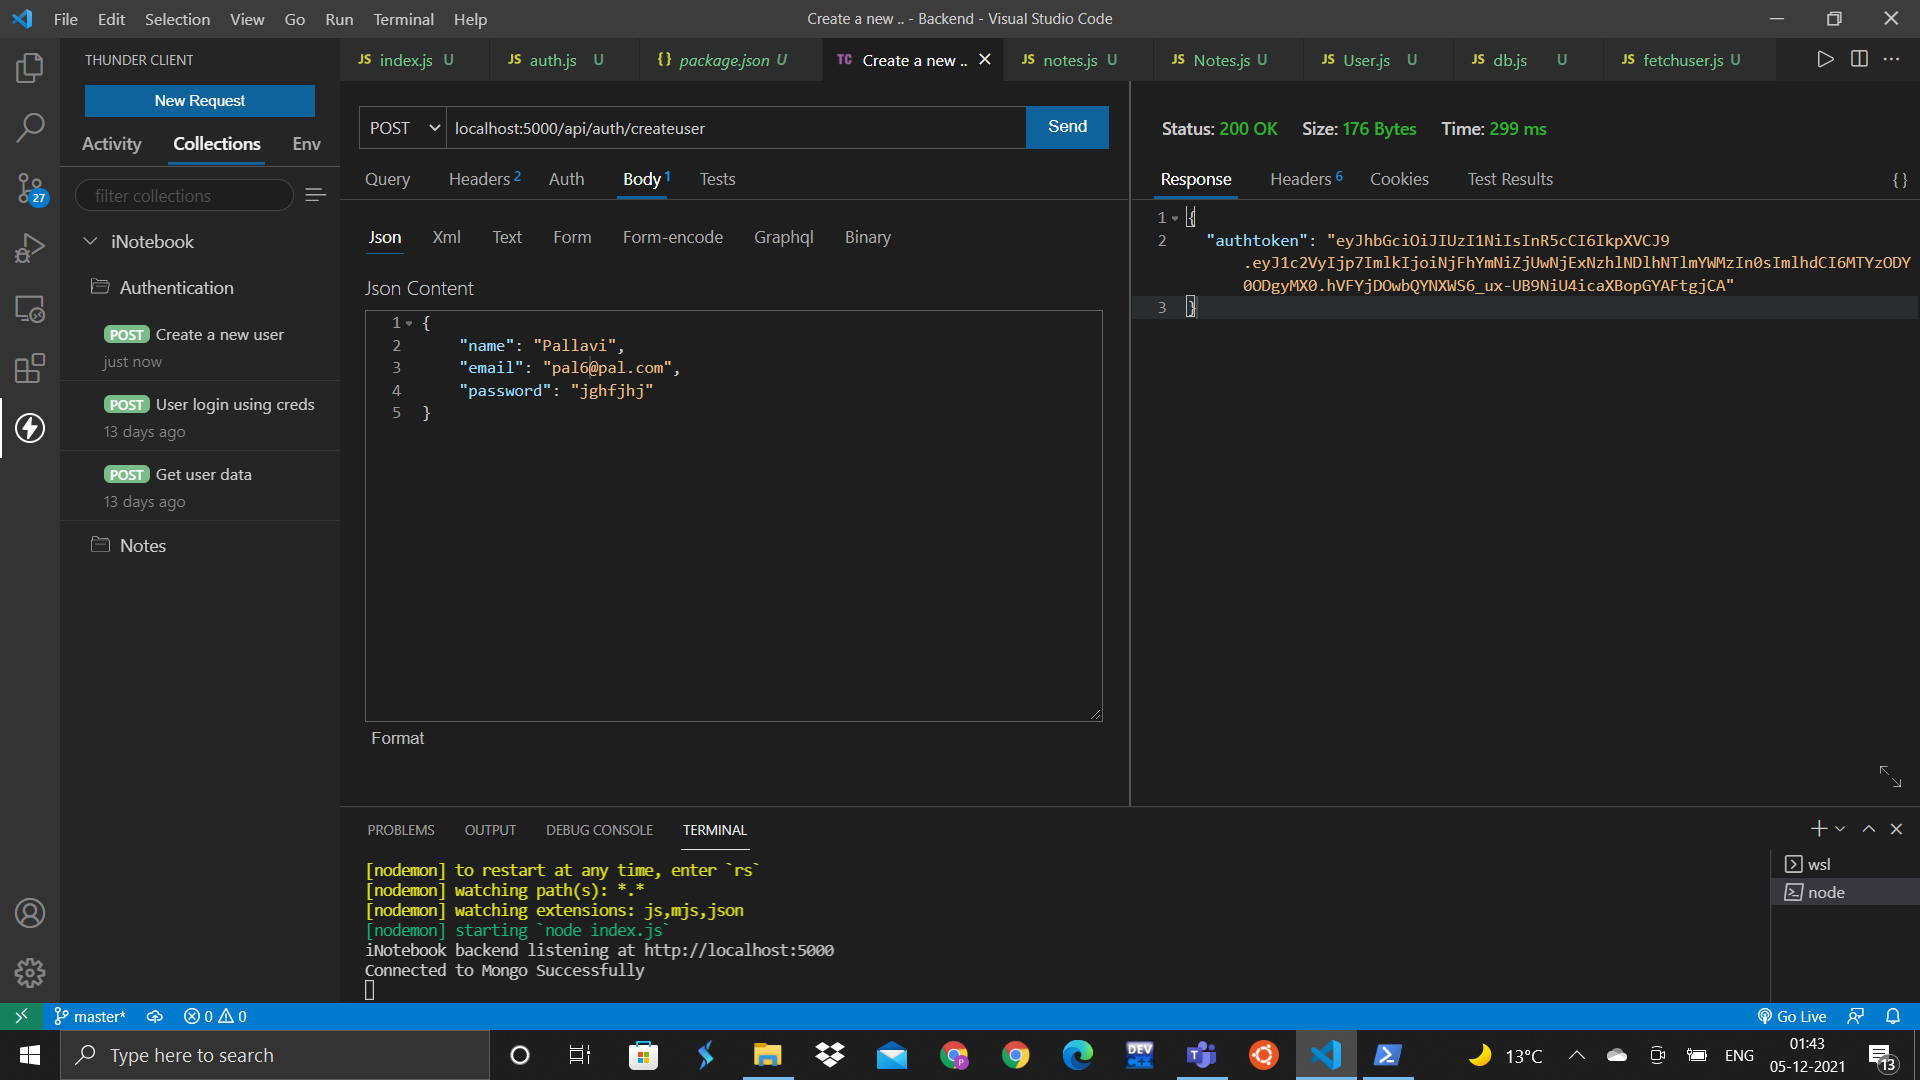 File Edit Selection View Go Run Terminal Help
Create a new .. - Backend - Visual Studio Code
THUNDER CLIENT
New Request
Activity Collections Env
filter collections
iNotebook
Authentication
POST Create a new user
just now
POST User login using creds
13 days ago
POST Get user data
13 days ago
Notes
27
JS index.js U
JS auth.js U
{} package.json U
TC Create a new ..
JS notes.js U
JS Notes.js U
JS User.js U
JS db.js U
JS fetchuser.js U
POST localhost:5000/api/auth/createuser Send
Query Headers 2 Auth Body 1 Tests
Json Xml Text Form Form-encode Graphql Binary
Json Content
1 {
2 "name": "Pallavi",
3 "email": "pal6@pal.com",
4 "password": "jghfjhj"
5 }
Format
Status: 200 OK Size: 176 Bytes Time: 299 ms
Response Headers 6 Cookies Test Results {}
1 {
2 "authtoken": "eyJhbGciOiJIUzI1NiIsInR5cCI6IkpXVCJ9
.eyJ1c2VyIjp7ImlkIjoiNjFhYmNiZjUwNjExNzhlNDlhNTlmYWMzIn0sImlhdCI6MTYzODY
0ODgyMX0.hVFYjDOwbQYNXWS6_ux-UB9NiU4icaXBopGYAFtgjCA"
3 }
PROBLEMS OUTPUT DEBUG CONSOLE TERMINAL
[nodemon] to restart at any time, enter `rs`
[nodemon] watching path(s): *.*
[nodemon] watching extensions: js,mjs,json
[nodemon] starting `node index.js`
iNotebook backend listening at http://localhost:5000
Connected to Mongo Successfully
wsl
node
master* 0 0
Go Live
Type here to search
DEV C++
13°C
ENG
01:43
05-12-2021
13